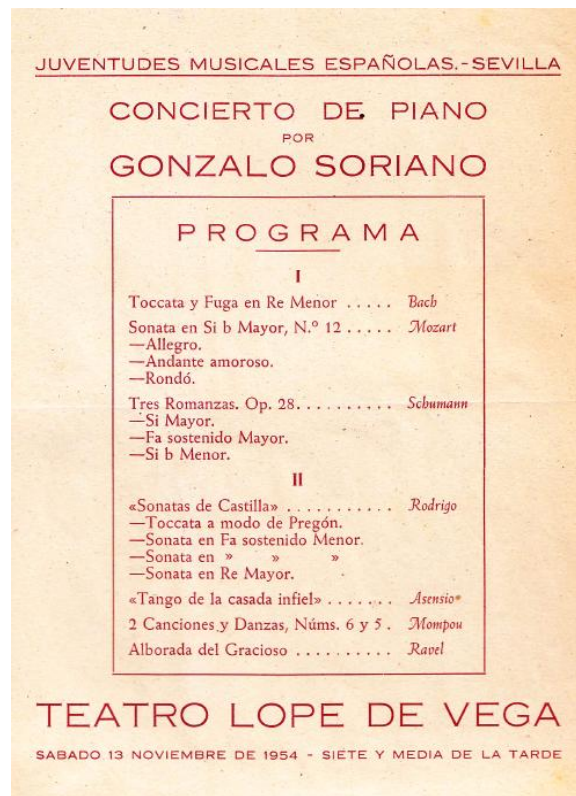 JUVENTUDES MUSICALES ESPAÑOLAS.-SEVILLA
CONCIERTO DE PIANO
POR
GONZALO SORIANO
PROGRAMA
I
Toccata y Fuga en Re Menor ..... Bach
Sonata en Si b Mayor, N.º 12 ..... Mozart
—Allegro.
—Andante amoroso.
—Rondó.
Tres Romanzas. Op. 28.......... Schumann
—Si Mayor.
—Fa sostenido Mayor.
—Si b Menor.
II
«Sonatas de Castilla» ........... Rodrigo
—Toccata a modo de Pregón.
—Sonata en Fa sostenido Menor.
—Sonata en » » »
—Sonata en Re Mayor.
«Tango de la casada infiel» ....... Asensio*
2 Canciones y Danzas, Núms. 6 y 5 . Mompou
Alborada del Gracioso .......... Ravel
TEATRO LOPE DE VEGA
SABADO 13 NOVIEMBRE DE 1954 - SIETE Y MEDIA DE LA TARDE